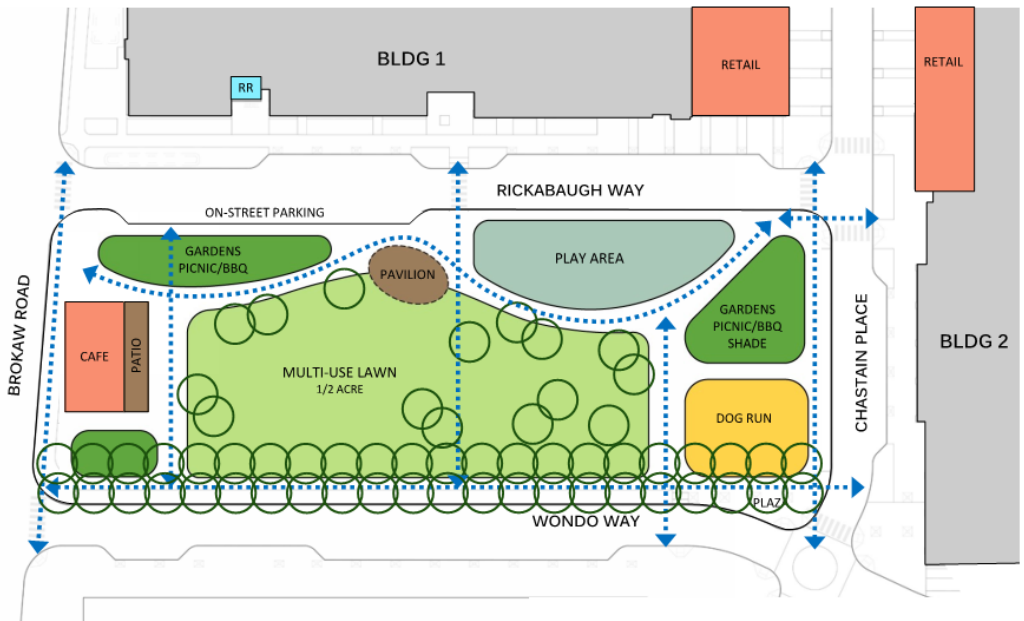 BLDG 1
RETAIL
RETAIL
RR
RICKABAUGH WAY
ON-STREET PARKING
GARDENS
PICNIC/BBQ
PAVILION
PLAY AREA
GARDENS
PICNIC/BBQ
SHADE
BROKAW ROAD
CAFE
PATIO
MULTI-USE LAWN
1/2 ACRE
CHASTAIN PLACE
BLDG 2
DOG RUN
PLAZ
WONDO WAY